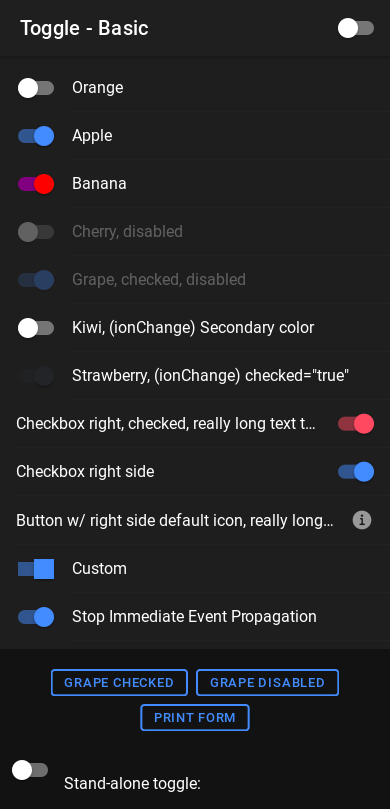 Toggle - Basic
Orange
Apple
Banana
Cherry, disabled
Grape, checked, disabled
Kiwi, (ionChange) Secondary color
Strawberry, (ionChange) checked="true"
Checkbox right, checked, really long text t...
Checkbox right side
Button w/ right side default icon, really long...
Custom
Stop Immediate Event Propagation
GRAPE CHECKED GRAPE DISABLED
PRINT FORM
Stand-alone toggle: